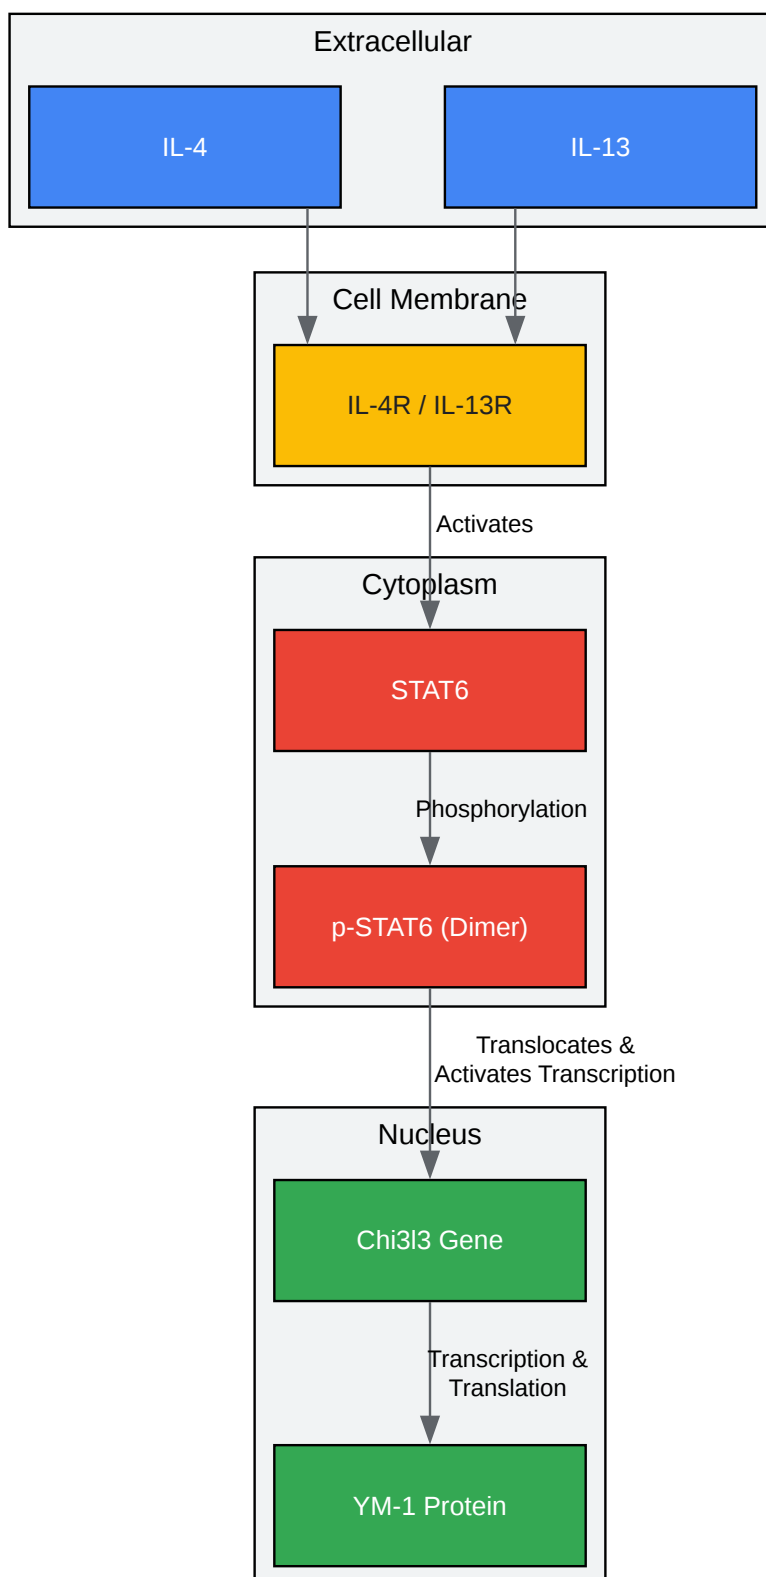 Extracellular
IL-4
IL-13
Cell Membrane
IL-4R / IL-13R
Activates
Cytoplasm
STAT6
Phosphorylation
p-STAT6 (Dimer)
Translocates &
Activates Transcription
Nucleus
Chi3l3 Gene
Transcription &
Translation
YM-1 Protein